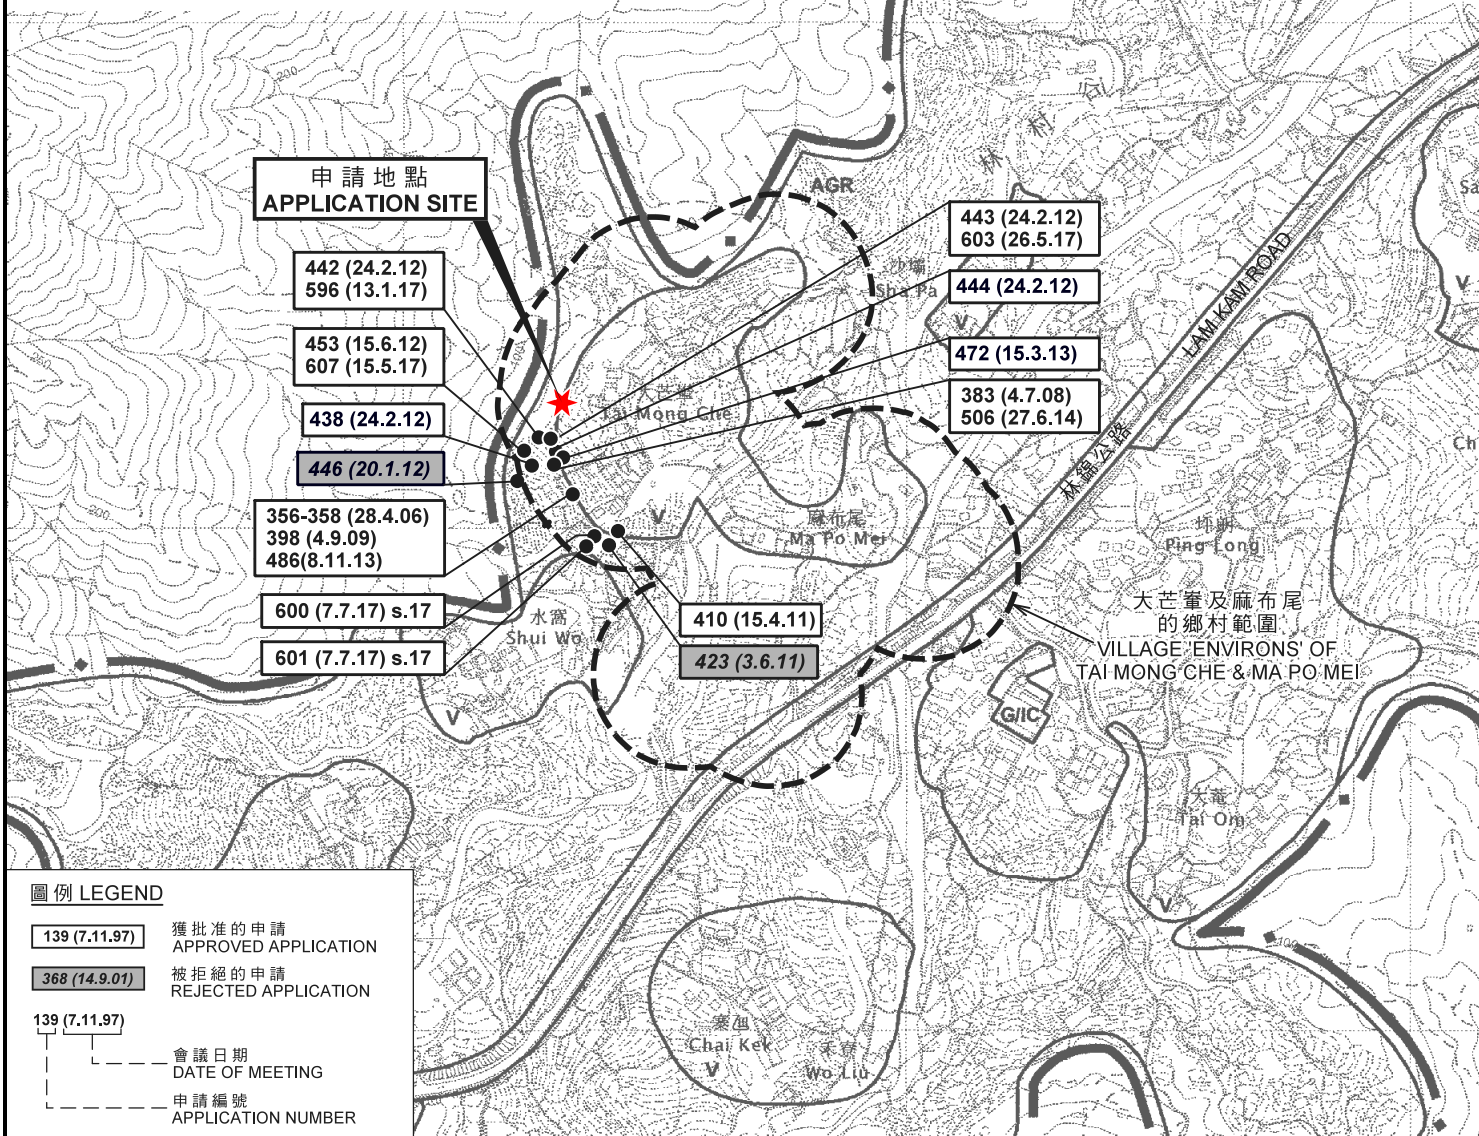 200
林
村
谷
申請地點
APPLICATION SITE
AGR
443 (24.2.12)
603 (26.5.17)
442 (24.2.12)
596 (13.1.17)
沙壩
Sha Pa
444 (24.2.12)
V
V
LAM KAM ROAD
453 (15.6.12)
607 (15.5.17)
472 (15.3.13)
383 (4.7.08)
506 (27.6.14)
Tai Mong Che
438 (24.2.12)
446 (20.1.12)
林錦公路
200
356-358 (28.4.06)
398 (4.9.09)
486(8.11.13)
V
麻布尾
Ma Po Mei
坪朗
Ping Long
600 (7.7.17) s.17
水窩
Shui Wo
410 (15.4.11)
大芒輋及麻布尾
的鄉村範圍
VILLAGE 'ENVIRONS' OF
TAI MONG CHE & MA PO MEI
601 (7.7.17) s.17
423 (3.6.11)
V
G/IC
大菴
Tai Om
V
100
圖例 LEGEND
139 (7.11.97)
獲批准的申請
APPROVED APPLICATION
368 (14.9.01)
被拒絕的申請
REJECTED APPLICATION
139 (7.11.97)
會議日期
DATE OF MEETING
申請編號
APPLICATION NUMBER
寨乪
Chai Kek
V
禾寮
Wo Liu